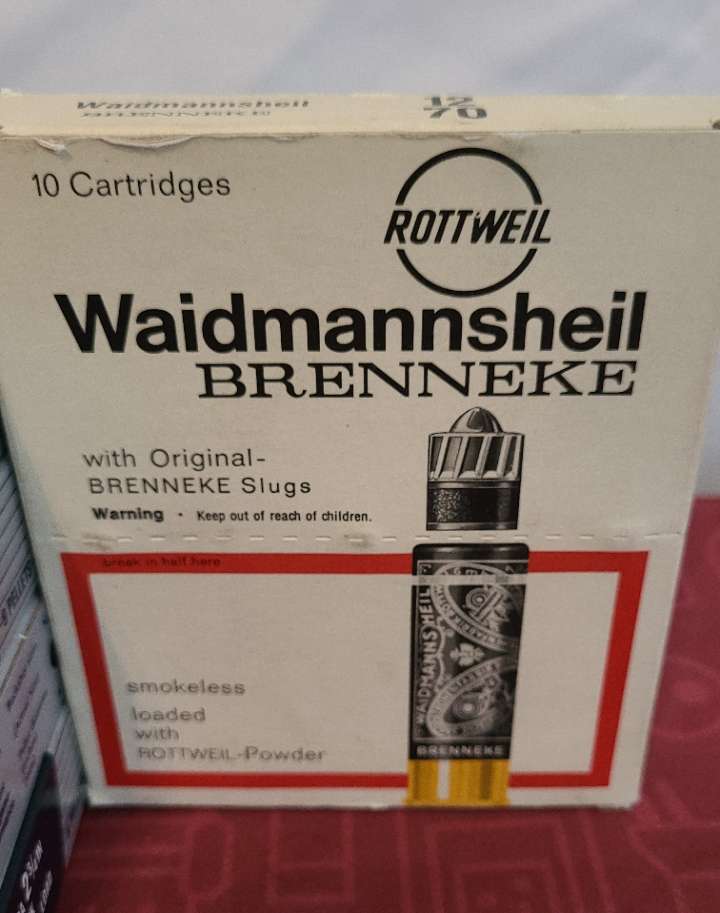 Waidmannsheil
BRENNEKE
12
70
10 Cartridges
ROTTWEIL
Waidmannsheil
BRENNEKE
with Original-
BRENNEKE Slugs
Warning · Keep out of reach of children.
break in half here
WAIDMANNSHEIL
smokeless
loaded
with
ROTTWEIL-Powder
BRENNEKE